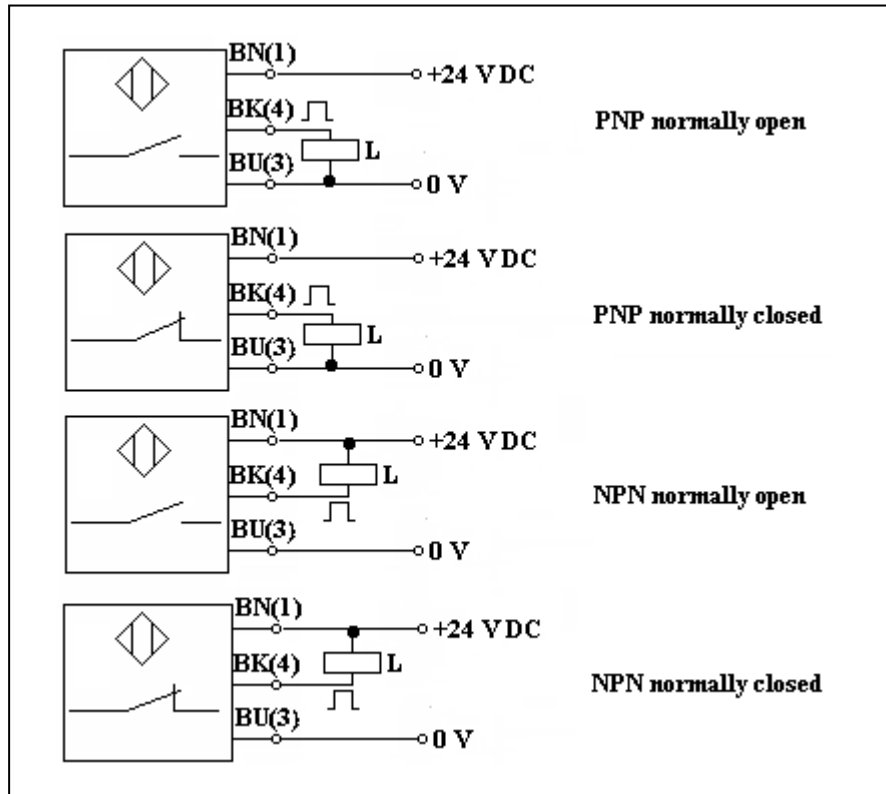 BN(1)
+24 VDC
BK(4)
PNP normally open
L
BU(3)
0 V
BN(1)
+24 VDC
BK(4)
PNP normally closed
L
BU(3)
0 V
BN(1)
+24 VDC
BK(4)
L
NPN normally open
BU(3)
0 V
BN(1)
+24 VDC
BK(4)
L
NPN normally closed
BU(3)
0 V